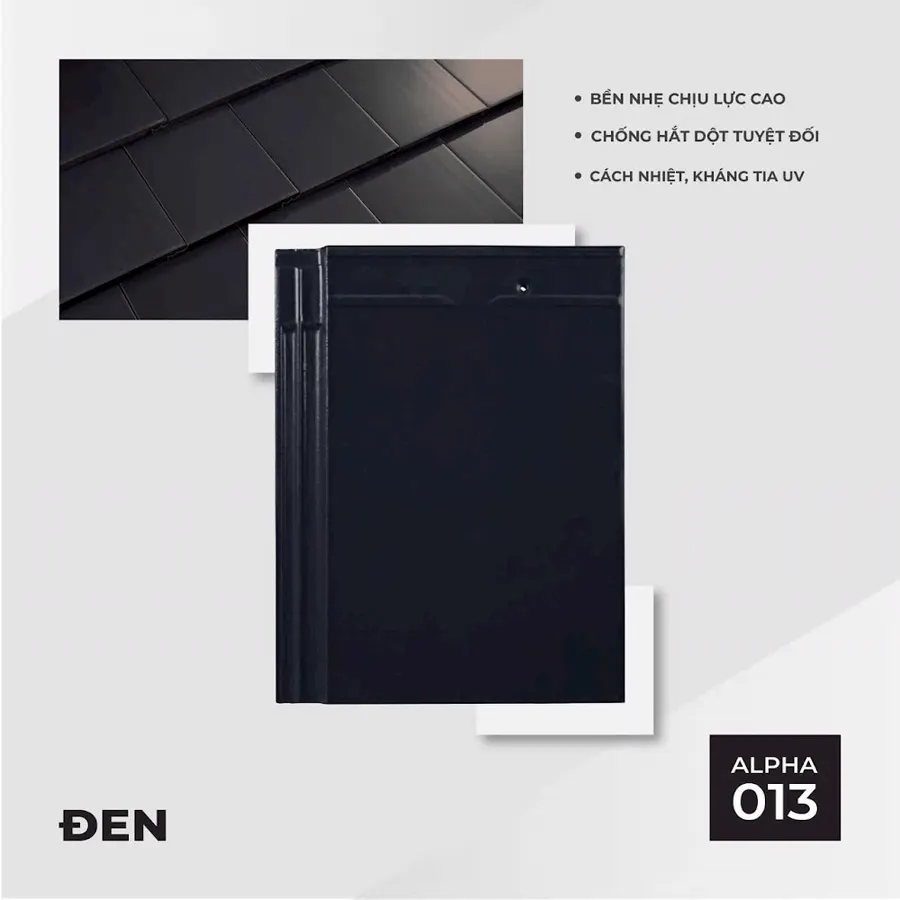 • BỀN NHẸ CHỊU LỰC CAO
• CHỐNG HẮT DỘT TUYỆT ĐỐI
• CÁCH NHIỆT, KHÁNG TIA UV
ĐEN
ALPHA
013